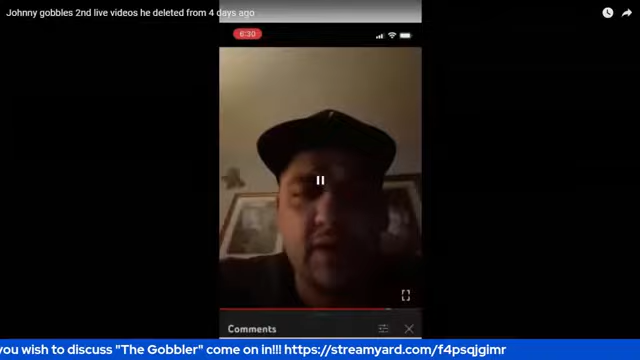 Johnny gobbles 2nd live videos he deleted from 4 days ago
6:30
Comments
you wish to discuss "The Gobbler" come on in!!! https://streamyard.com/f4psqjgimr